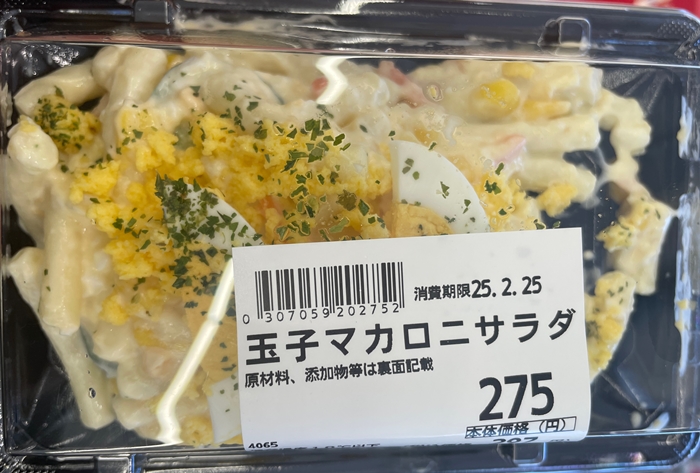 消費期限25.2.25
0 307059 202752
玉子マカロニサラダ
原材料、添加物等は裏面記載
275
本体価格(円)
4065